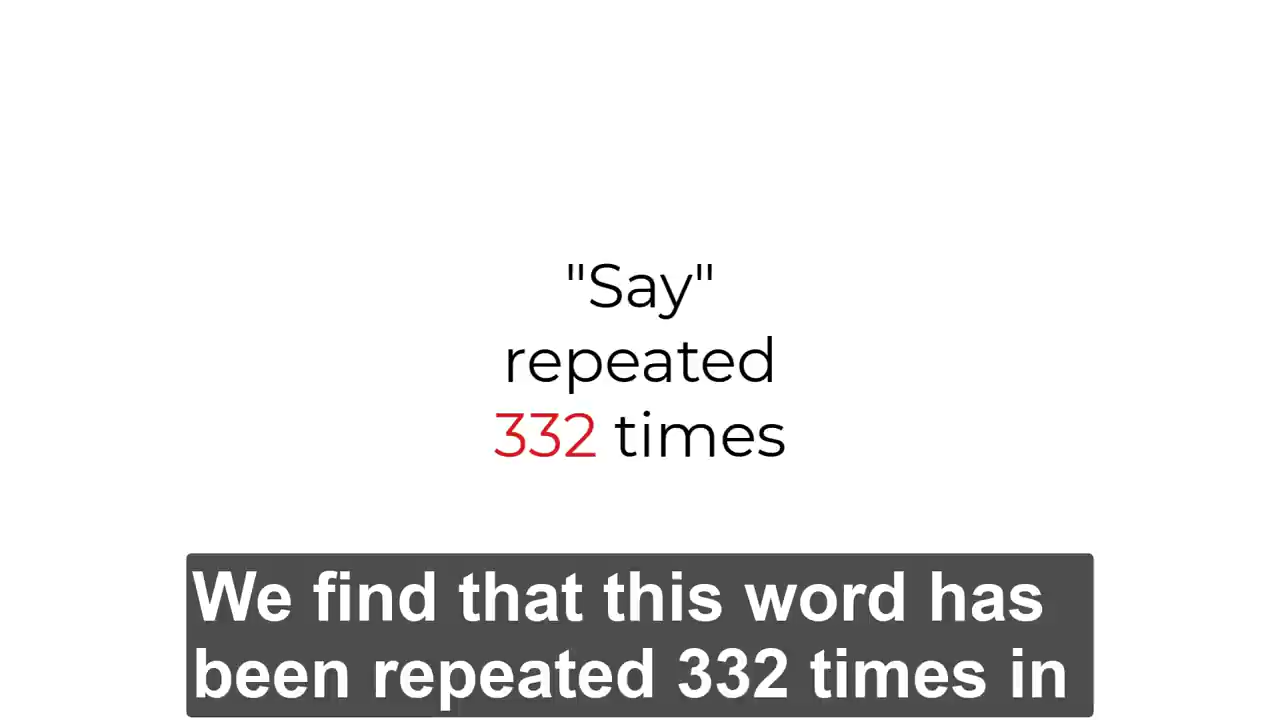 "Say"
repeated
332 times
We find that this word has
been repeated 332 times in